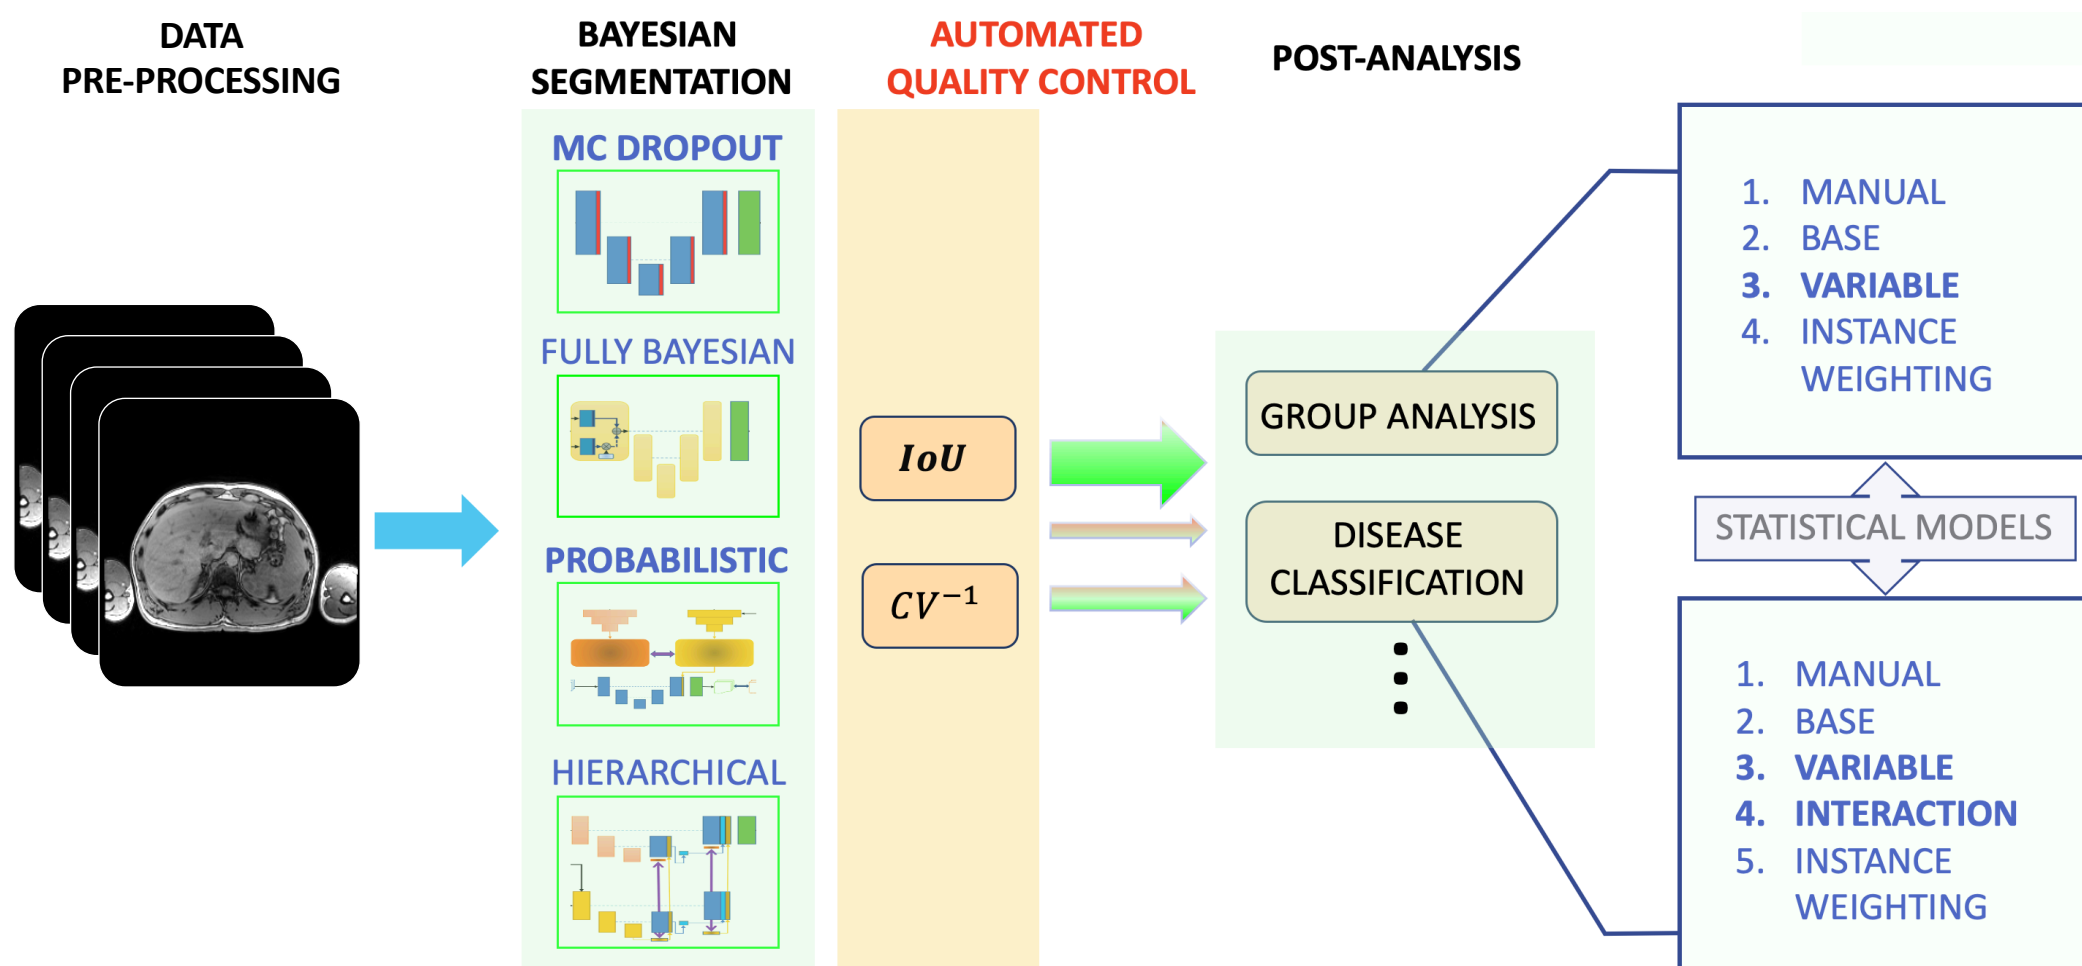 DATA
PRE-PROCESSING
BAYESIAN
SEGMENTATION
MC DROPOUT
FULLY BAYESIAN
PROBABILISTIC
HIERARCHICAL
AUTOMATED
QUALITY CONTROL
IoU
CV⁻¹
POST-ANALYSIS
GROUP ANALYSIS
DISEASE
CLASSIFICATION
1. MANUAL
2. BASE
3. VARIABLE
4. INSTANCE
WEIGHTING
STATISTICAL MODELS
1. MANUAL
2. BASE
3. VARIABLE
4. INTERACTION
5. INSTANCE
WEIGHTING